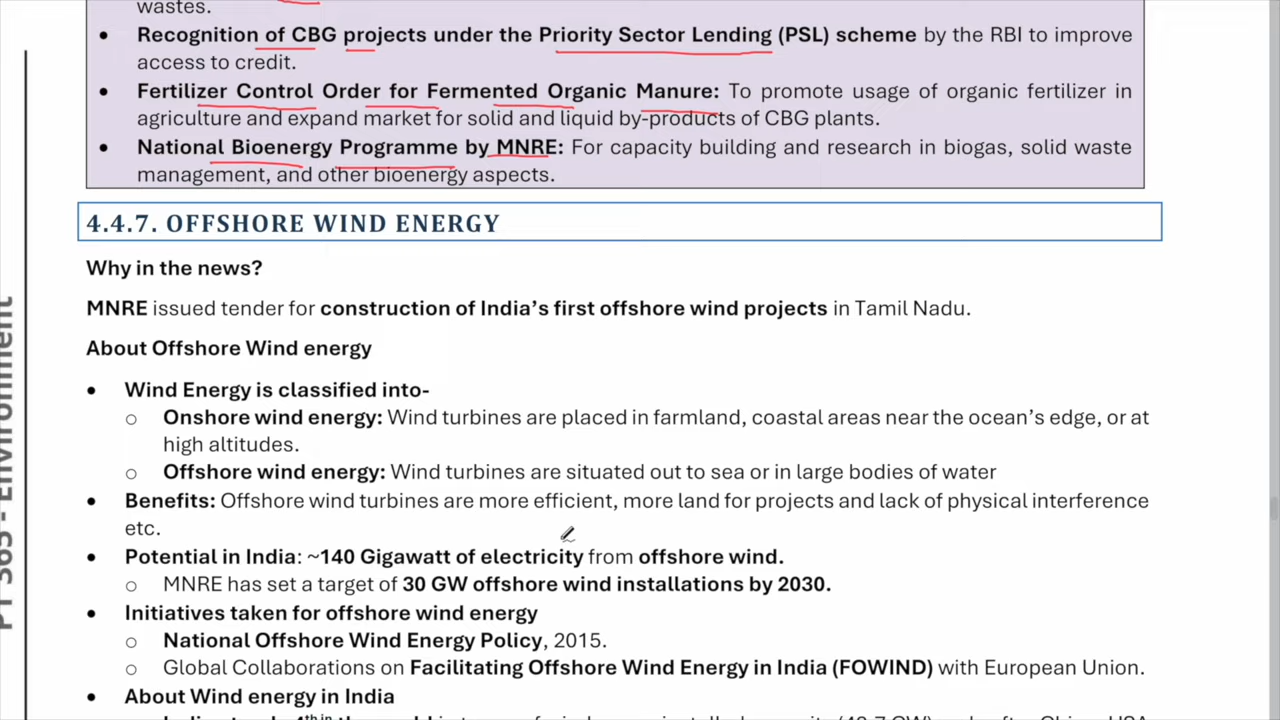 wastes.
• Recognition of CBG projects under the Priority Sector Lending (PSL) scheme by the RBI to improve
access to credit.
• Fertilizer Control Order for Fermented Organic Manure: To promote usage of organic fertilizer in
agriculture and expand market for solid and liquid by-products of CBG plants.
• National Bioenergy Programme by MNRE: For capacity building and research in biogas, solid waste
management, and other bioenergy aspects.
4.4.7. OFFSHORE WIND ENERGY
Why in the news?
MNRE issued tender for construction of India's first offshore wind projects in Tamil Nadu.
About Offshore Wind energy
• Wind Energy is classified into-
o Onshore wind energy: Wind turbines are placed in farmland, coastal areas near the ocean's edge, or at
high altitudes.
o Offshore wind energy: Wind turbines are situated out to sea or in large bodies of water
• Benefits: Offshore wind turbines are more efficient, more land for projects and lack of physical interference
etc.
• Potential in India: ~140 Gigawatt of electricity from offshore wind.
o MNRE has set a target of 30 GW offshore wind installations by 2030.
• Initiatives taken for offshore wind energy
o National Offshore Wind Energy Policy, 2015.
o Global Collaborations on Facilitating Offshore Wind Energy in India (FOWIND) with European Union.
• About Wind energy in India
PT 365 - Environment